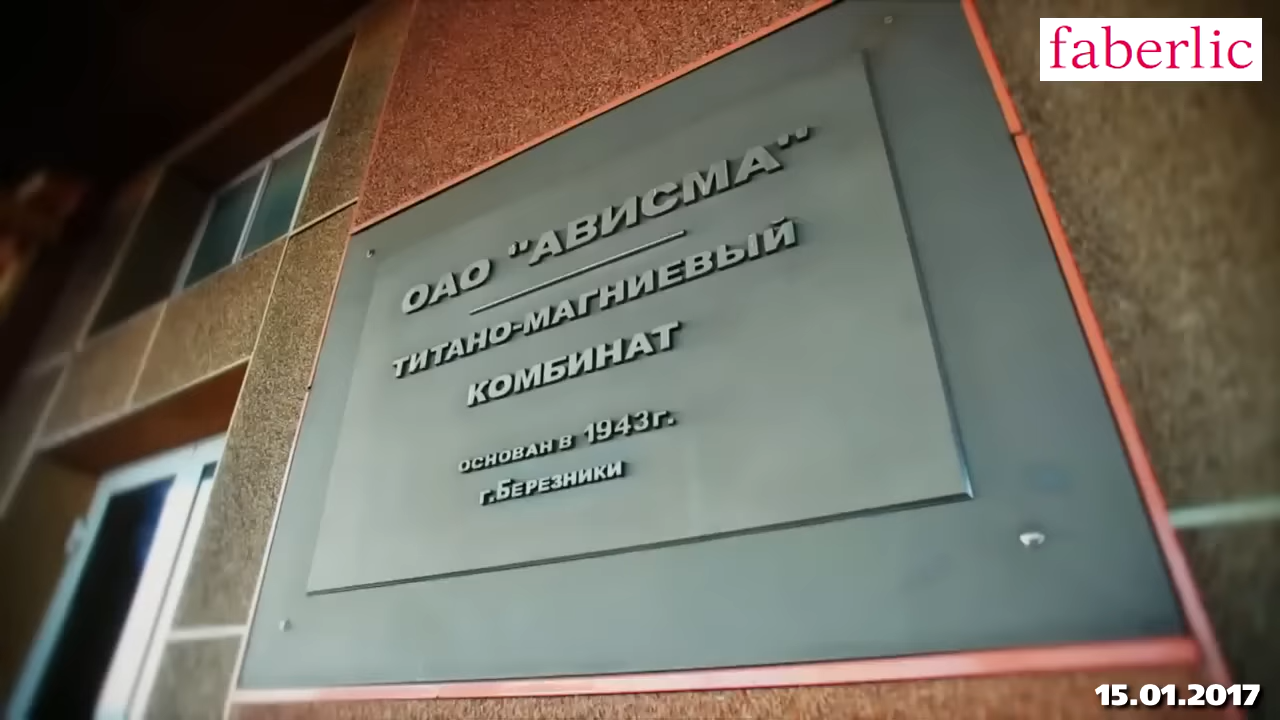 faberlic
ОАО "АВИСМА"
ТИТАНО-МАГНИЕВЫЙ
КОМБИНАТ
ОСНОВАН В 1943г.
г.БЕРЕЗНИКИ
15.01.2017